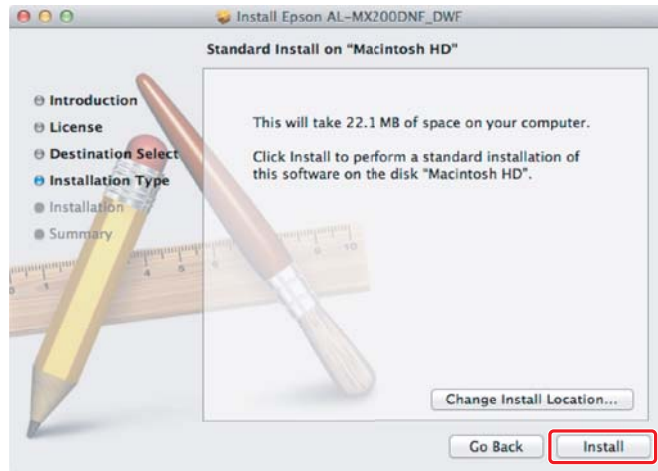 Install Epson AL-MX200DNF_DWF
Standard Install on "Macintosh HD"
Introduction
License
Destination Select
Installation Type
Installation
Summary
This will take 22.1 MB of space on your computer.
Click Install to perform a standard installation of
this software on the disk "Macintosh HD".
Change Install Location...
Go Back
Install